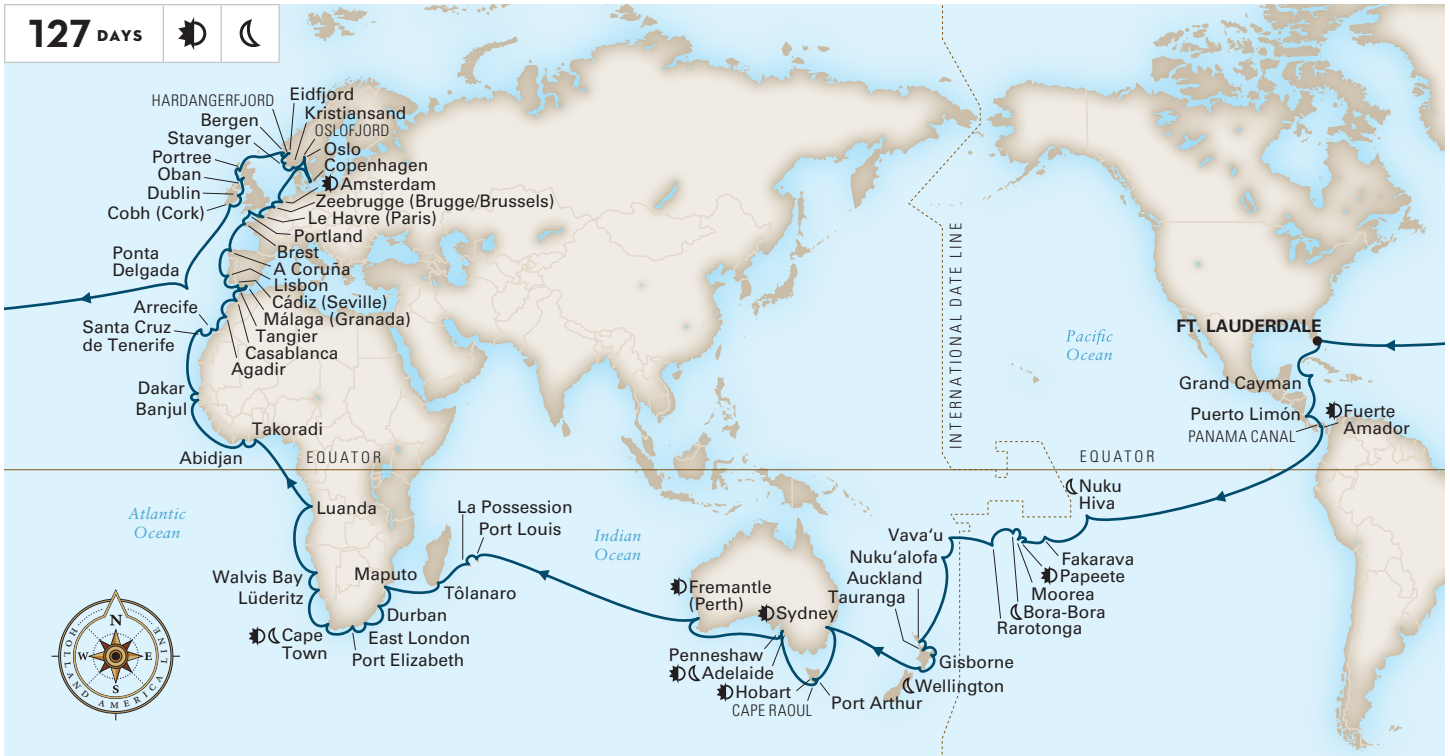 127 DAYS
HARDANGERFJORD
Eidfjord
Bergen
Kristiansand
Stavanger
OSLOFJORD
Portree
Oslo
Oban
Copenhagen
Dublin
Amsterdam
Cobh (Cork)
Zeebrugge (Brugge/Brussels)
Le Havre (Paris)
Portland
Brest
Ponta
Delgada
A Coruña
Lisbon
Cádiz (Seville)
Málaga (Granada)
Arrecife
Tangier
Santa Cruz
de Tenerife
Casablanca
Agadir
Dakar
Banjul
Takoradi
Abidjan
EQUATOR
Luanda
Atlantic
Ocean
Walvis Bay
Lüderitz
Cape
Town
Maputo
Durban
East London
Port Elizabeth
La Possession
Port Louis
Tôlanaro
Indian
Ocean
Fremantle
(Perth)
Sydney
Penneshaw
Adelaide
Hobart
CAPE RAOUL
Port Arthur
Vava‘u
Nuku‘alofa
Auckland
Tauranga
Gisborne
Wellington
INTERNATIONAL DATE LINE
Pacific
Ocean
FT. LAUDERDALE
Grand Cayman
Puerto Limón
PANAMA CANAL
Fuerte
Amador
EQUATOR
Nuku
Hiva
Fakarava
Papeete
Moorea
Bora-Bora
Rarotonga
N
W
E
S
HOLLAND AMERICA LINE